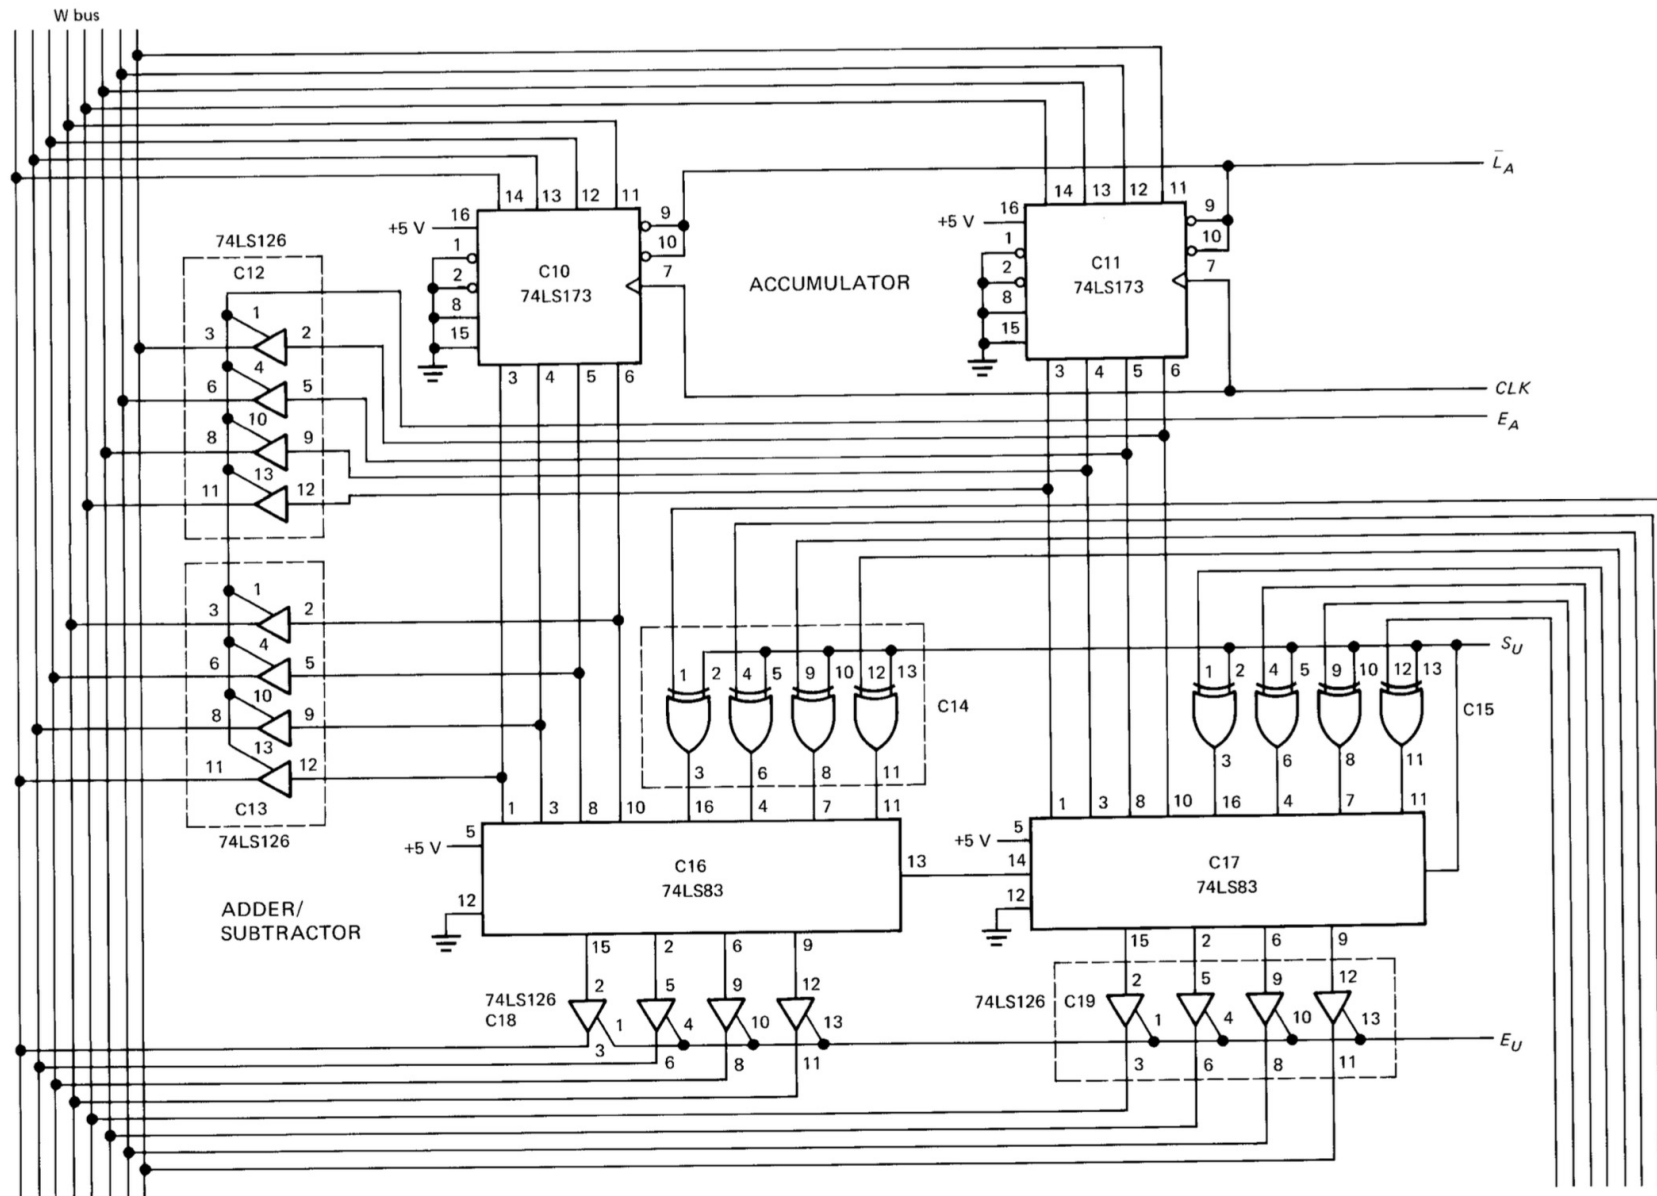 W bus
L̄_A
14 13 12 11
14 13 12 11
+5 V 16 9
+5 V 16 9
1 10
1 10
2 7
2 7
8
8
15
15
C10
74LS173
ACCUMULATOR
C11
74LS173
3 4 5 6
3 4 5 6
CLK
E_A
74LS126
C12
1
3 2
4
6 5
10
8 9
13
11 12
1
3 2
4
6 5
10
8 9
13
11 12
C13
74LS126
S_U
1 2 4 5 9 10 12 13
C14
3 6 8 11
1 2 4 5 9 10 12 13
C15
3 6 8 11
1 3 8 10 16 4 7 11
1 3 8 10 16 4 7 11
+5 V 5
C16
74LS83
12
13
+5 V 5
14
C17
74LS83
12
ADDER/
SUBTRACTOR
15 2 6 9
15 2 6 9
74LS126
C18
2 5 9 12
1 4 10 13
3 6 8 11
74LS126
C19
2 5 9 12
1 4 10 13
3 6 8 11
E_U